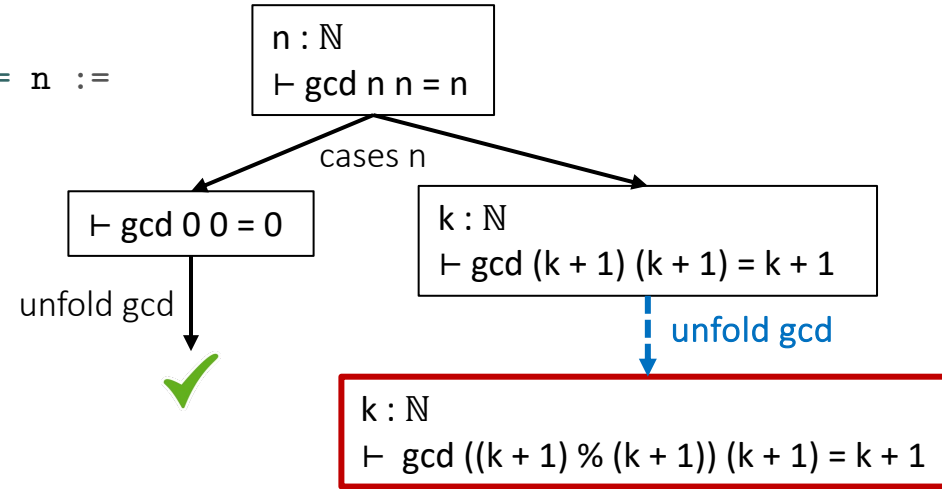 n : ℕ
= n :=
⊢ gcd n n = n
cases n
⊢ gcd 0 0 = 0
k : ℕ
⊢ gcd (k + 1) (k + 1) = k + 1
unfold gcd
unfold gcd
k : ℕ
⊢ gcd ((k + 1) % (k + 1)) (k + 1) = k + 1